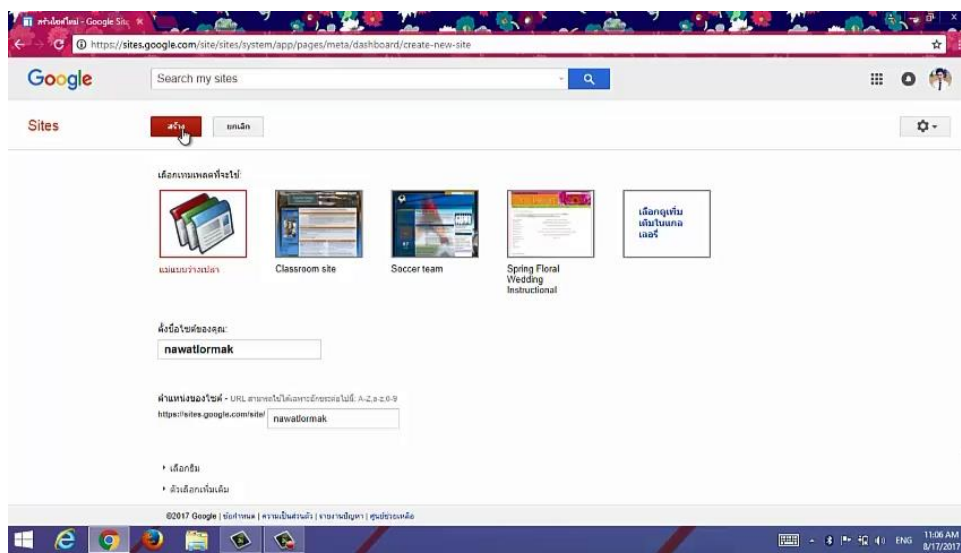 สร้างไซต์ใหม่ - Google Sit
https://sites.google.com/site/sites/system/app/pages/meta/dashboard/create-new-site
Google
Search my sites
Sites
สร้าง
ยกเลิก
เลือกเทมเพลตที่จะใช้:
แม่แบบว่างเปล่า
Classroom site
Soccer team
Spring Floral
Wedding
Instructional
เลือกดูเพิ่ม
เติมในแกล
เลอรี่
ตั้งชื่อไซต์ของคุณ:
nawatlormak
ตำแหน่งของไซต์ - URL สามารถใช้ได้เฉพาะอักขระต่อไปนี้: A-Z,a-z,0-9
https://sites.google.com/site/
nawatlormak
เลือกธีม
ตัวเลือกเพิ่มเติม
©2017 Google | ข้อกำหนด | ความเป็นส่วนตัว | รายงานปัญหา | ศูนย์ช่วยเหลือ
ENG
11:06 AM
8/17/2017